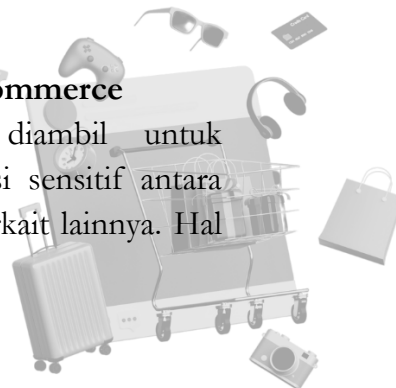 ommerce
diambil untuk
si sensitif antara
kait lainnya. Hal